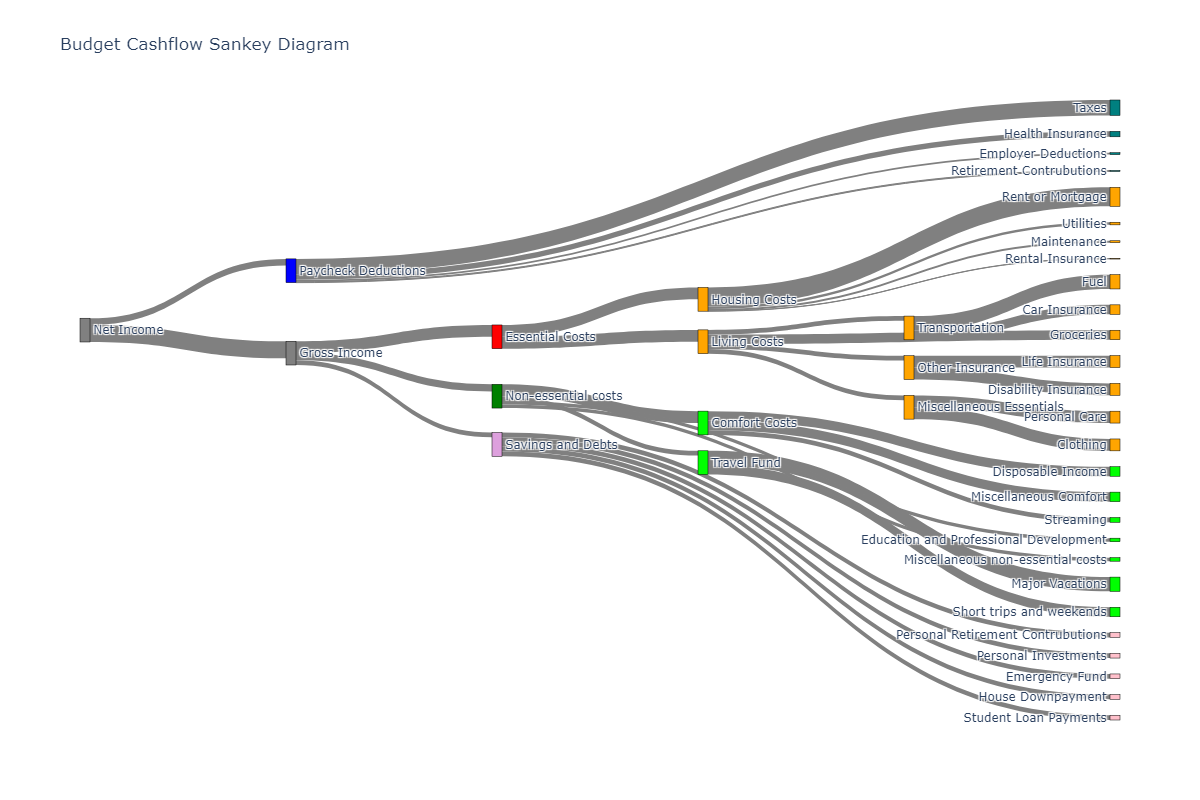 Budget Cashflow Sankey Diagram
Taxes
Health Insurance
Employer Deductions
Retirement Contrubutions
Rent or Mortgage
Utilities
Maintenance
Rental Insurance
Paycheck Deductions
Fuel
Housing Costs
Car Insurance
Net Income
Transportation
Essential Costs
Groceries
Living Costs
Gross Income
Life Insurance
Other Insurance
Disability Insurance
Non-essential costs
Miscellaneous Essentials
Personal Care
Comfort Costs
Clothing
Savings and Debts
Travel Fund
Disposable Income
Miscellaneous Comfort
Streaming
Education and Professional Development
Miscellaneous non-essential costs
Major Vacations
Short trips and weekends
Personal Retirement Contrubutions
Personal Investments
Emergency Fund
House Downpayment
Student Loan Payments